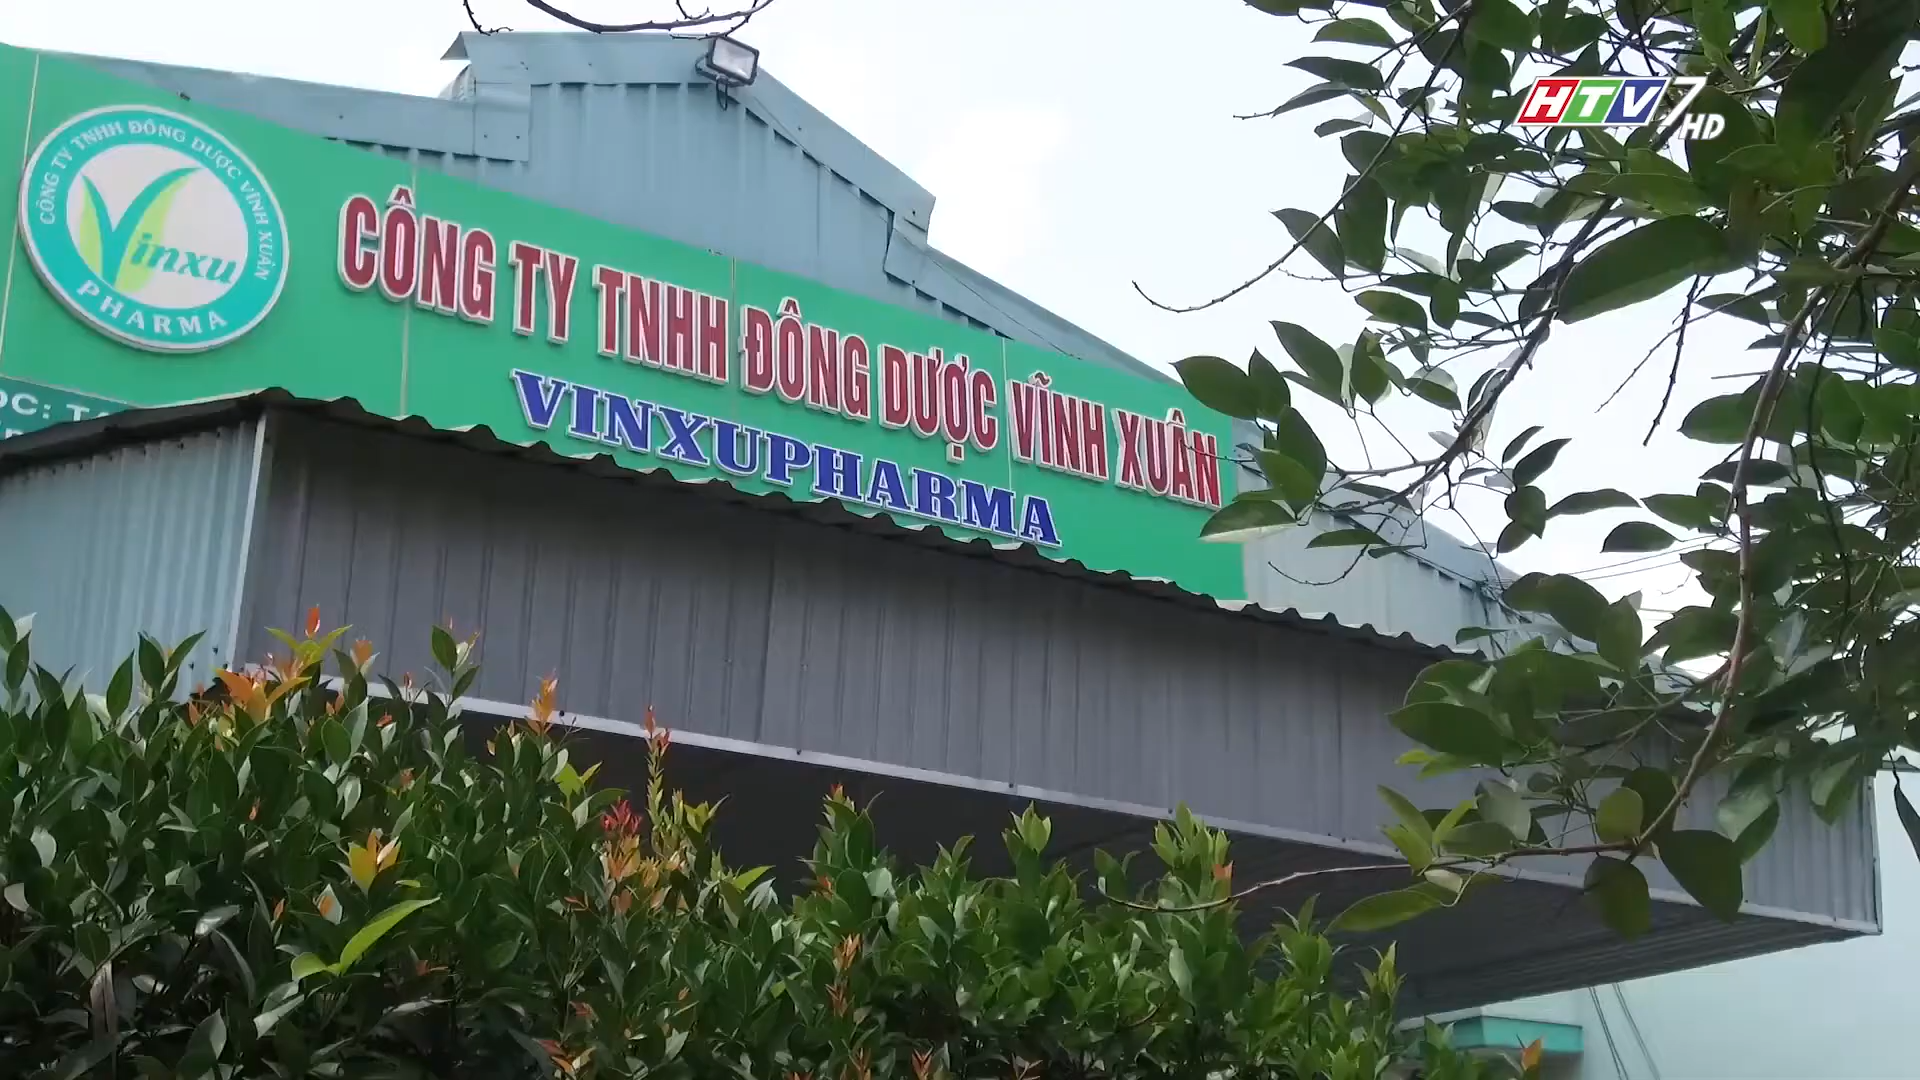 HTV7
HD
CÔNG TY TNHH ĐÔNG DƯỢC VĨNH XUÂN
Vinxu
PHARMA
CÔNG TY TNHH ĐÔNG DƯỢC VĨNH XUÂN
VINXUPHARMA